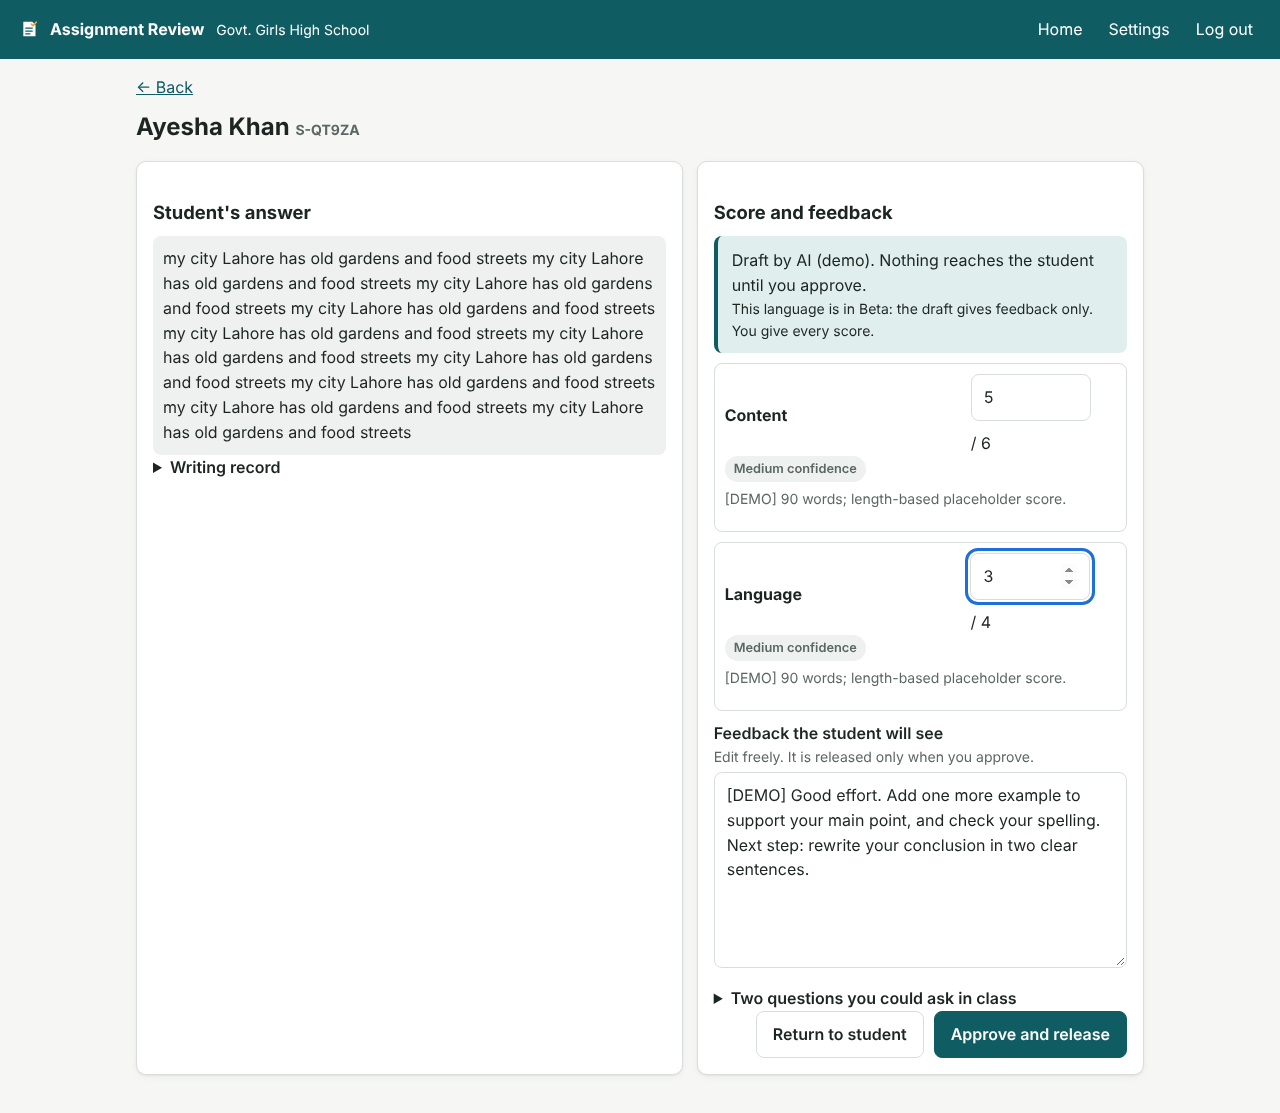 Assignment Review Govt. Girls High School Home Settings Log out
← Back
Ayesha Khan S-QT9ZA
Student's answer
my city Lahore has old gardens and food streets my city Lahore
has old gardens and food streets my city Lahore has old gardens
and food streets my city Lahore has old gardens and food streets
my city Lahore has old gardens and food streets my city Lahore
has old gardens and food streets my city Lahore has old gardens
and food streets my city Lahore has old gardens and food streets
my city Lahore has old gardens and food streets my city Lahore
has old gardens and food streets
Writing record
Score and feedback
Draft by AI (demo). Nothing reaches the student
until you approve.
This language is in Beta: the draft gives feedback only.
You give every score.
Content
5
/ 6
Medium confidence
[DEMO] 90 words; length-based placeholder score.
Language
3
/ 4
Medium confidence
[DEMO] 90 words; length-based placeholder score.
Feedback the student will see
Edit freely. It is released only when you approve.
[DEMO] Good effort. Add one more example to
support your main point, and check your spelling.
Next step: rewrite your conclusion in two clear
sentences.
Two questions you could ask in class
Return to student Approve and release